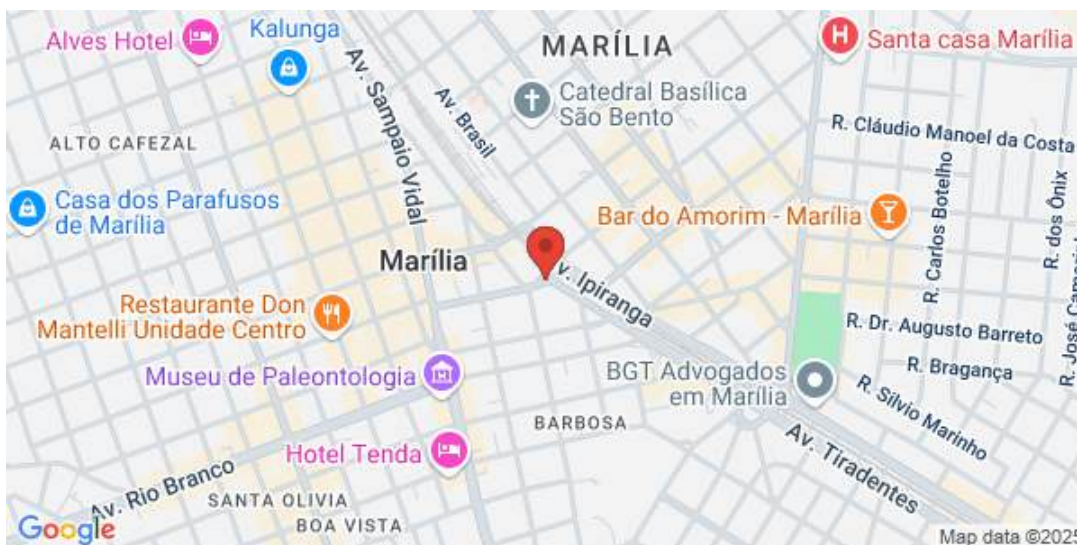 Alves Hotel
Kalunga
Av. Sampaio Vidal
Av. Brasil
MARÍLIA
Santa casa Marília
Catedral Basílica
São Bento
ALTO CAFEZAL
R. Cláudio Manoel da Costa
Casa dos Parafusos
de Marília
Bar do Amorim - Marília
R. Carlos Botelho
R. dos Ônix
Marília
Av. Ipiranga
Restaurante Don
Mantelli Unidade Centro
R. Dr. Augusto Barreto
R. José
Museu de Paleontologia
BGT Advogados
em Marília
R. Bragança
R. Silvio Marinho
BARBOSA
Hotel Tenda
Av. Tiradentes
Av. Rio Branco
SANTA OLIVIA
BOA VISTA
Google
Map data ©2025